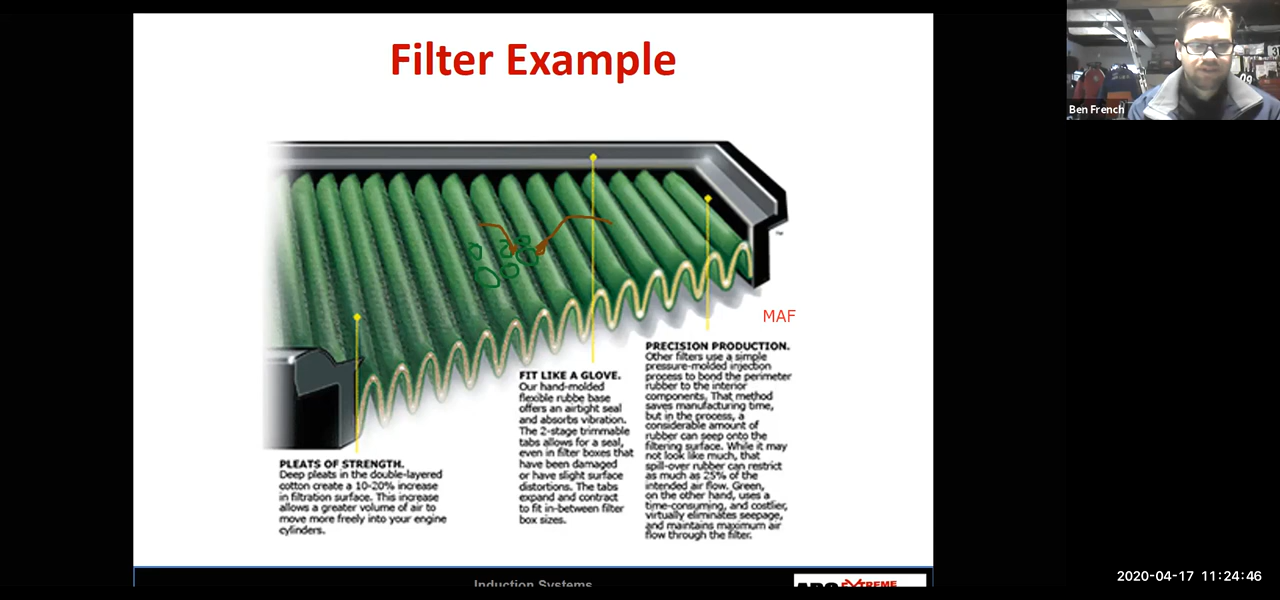 Filter Example
Ben French
MAF
PRECISION PRODUCTION.
Other filters use a simple
pressure-molded injection
process to bond the perimeter
rubber to the interior
components. That method
saves manufacturing time,
but in the process, a
considerable amount of
rubber can seep onto the
filtering surface. While it may
not look like much, that
spill-over rubber can restrict
as much as 25% of the
intended air flow. Green,
on the other hand, uses a
time-consuming, and costlier,
virtually eliminates seepage,
and maintains maximum air
flow through the filter.
FIT LIKE A GLOVE.
Our hand-molded
flexible rubbe base
offers an airtight seal
and absorbs vibration.
The 2-stage trimmable
tabs allows for a seal,
even in filter boxes that
have been damaged
or have slight surface
distortions. The tabs
expand and contract
to fit in-between filter
box sizes.
PLEATS OF STRENGTH.
Deep pleats in the double-layered
cotton create a 10-20% increase
in filtration surface. This increase
allows a greater volume of air to
move more freely into your engine
cylinders.
Induction Systems
2020-04-17 11:24:46